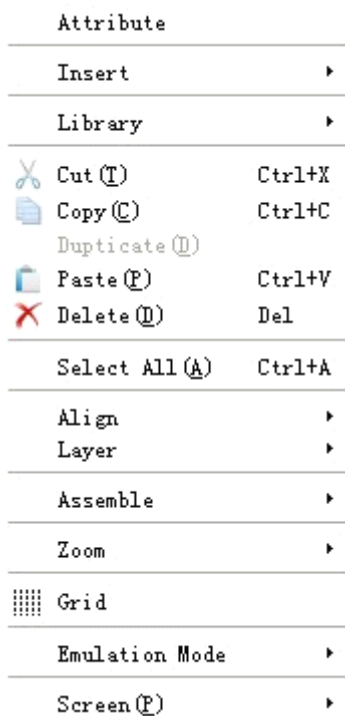 Attribute
Insert
Library
Cut(T) Ctrl+X
Copy(C) Ctrl+C
Dupticate(D)
Paste(P) Ctrl+V
Delete(D) Del
Select All(A) Ctrl+A
Align
Layer
Assemble
Zoom
Grid
Emulation Mode
Screen(P)